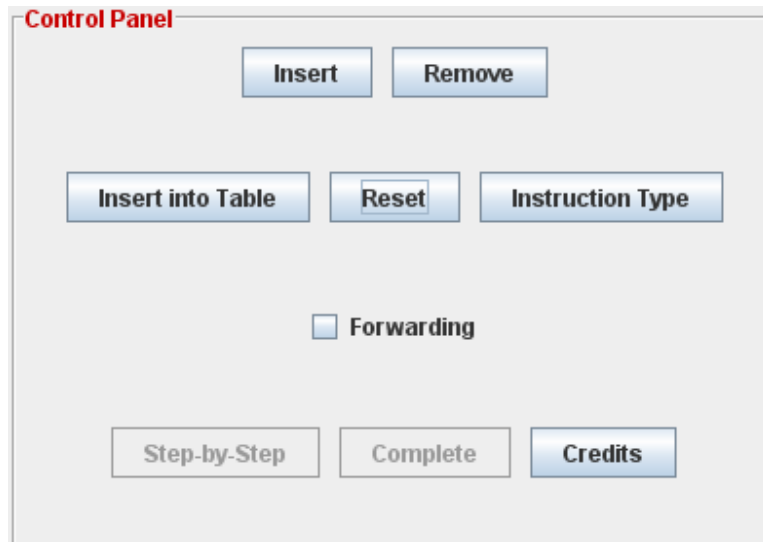 Control Panel
Insert Remove
Insert into Table Reset Instruction Type
Forwarding
Step-by-Step Complete Credits